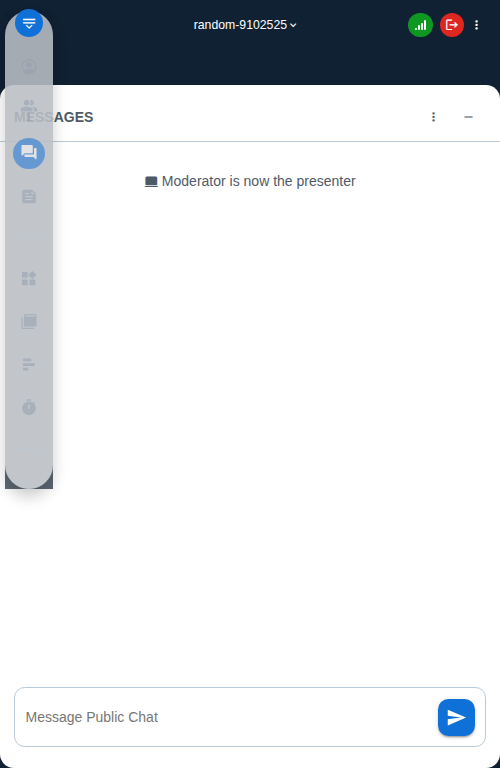 random-9102525
MESSAGES
Moderator is now the presenter
Message Public Chat